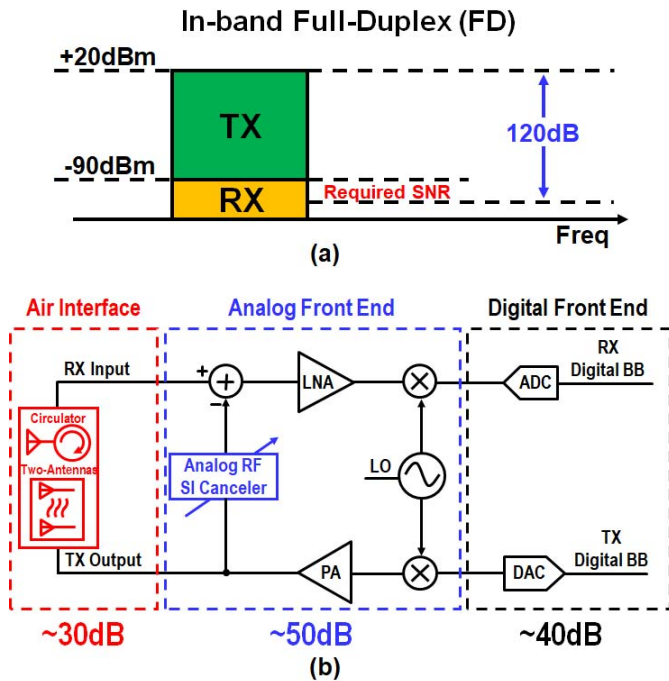 In-band Full-Duplex (FD)
+20dBm
TX
120dB
-90dBm
RX
Required SNR
Freq
(a)
Air Interface
Analog Front End
Digital Front End
RX Input
+
+
LNA
×
ADC
RX
Digital BB
−
Circulator
Two-Antennas
Analog RF
SI Canceler
LO
TX Output
PA
×
DAC
TX
Digital BB
~30dB
~50dB
~40dB
(b)